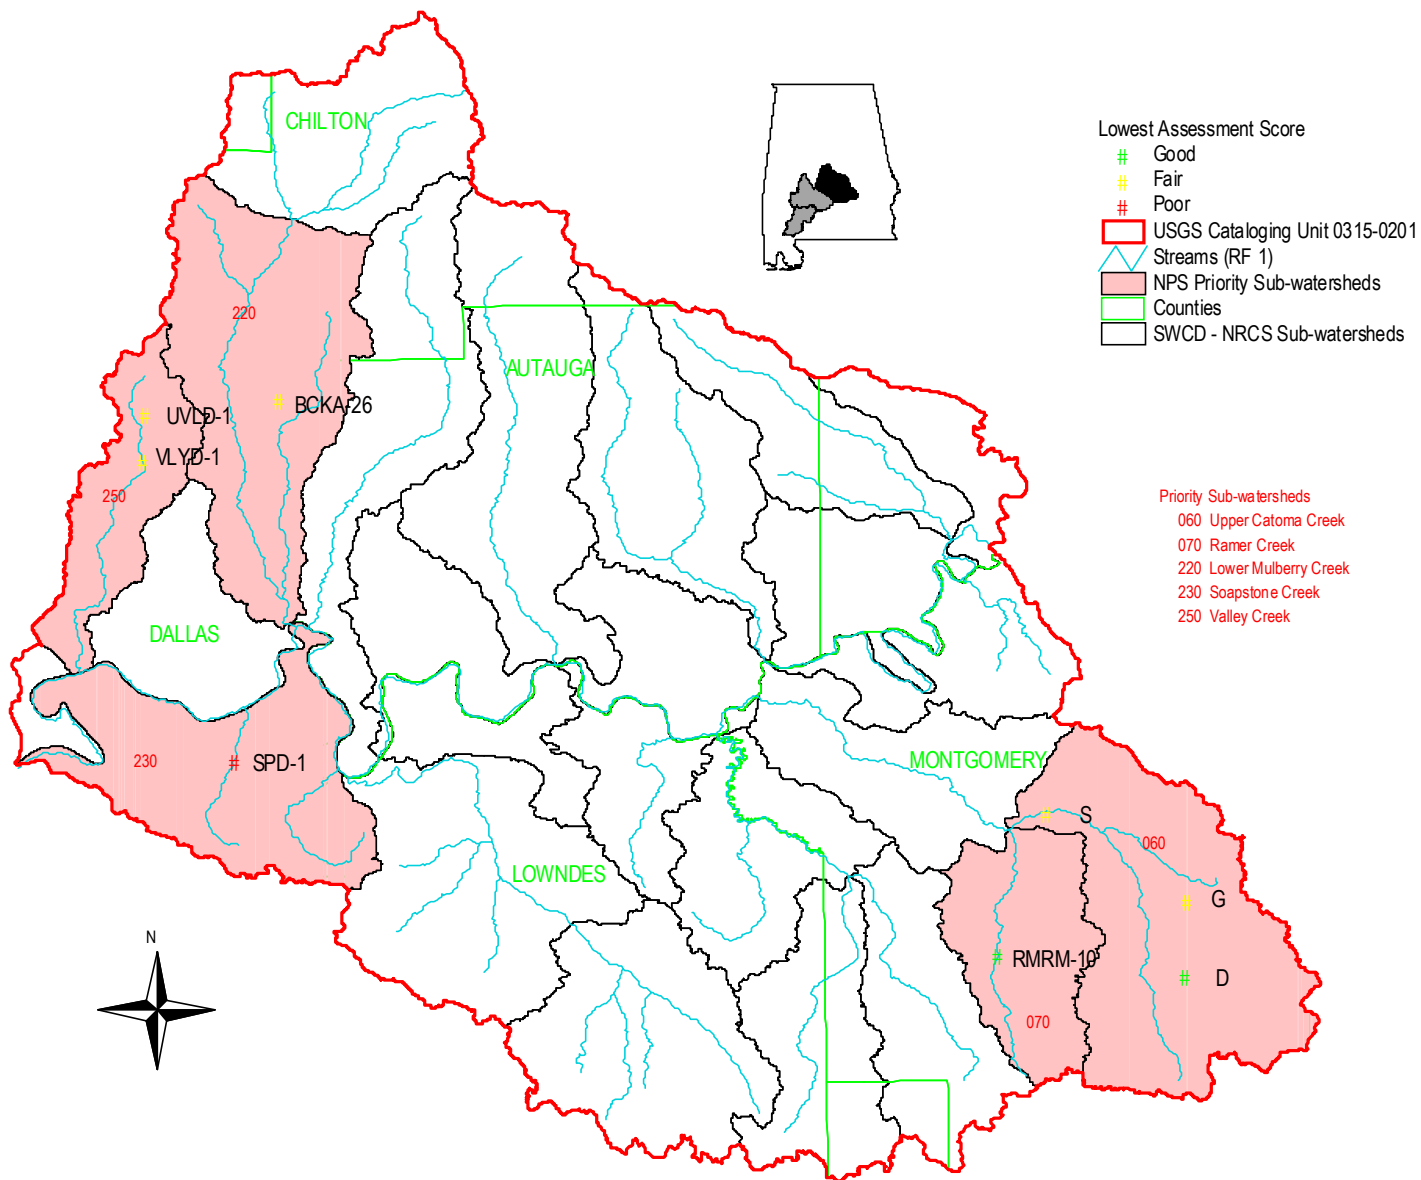 CHILTON
Lowest Assessment Score
# Good
# Fair
# Poor
USGS Cataloging Unit 0315-0201
Streams (RF 1)
NPS Priority Sub-watersheds
Counties
SWCD - NRCS Sub-watersheds
220
AUTAUGA
# BCKA-26
# UVLD-1
# VLYD-1
250
Priority Sub-watersheds
060 Upper Catoma Creek
070 Ramer Creek
220 Lower Mulberry Creek
230 Soapstone Creek
250 Valley Creek
DALLAS
230
# SPD-1
MONTGOMERY
# S
060
LOWNDES
# G
# RMRM-10
# D
070
N